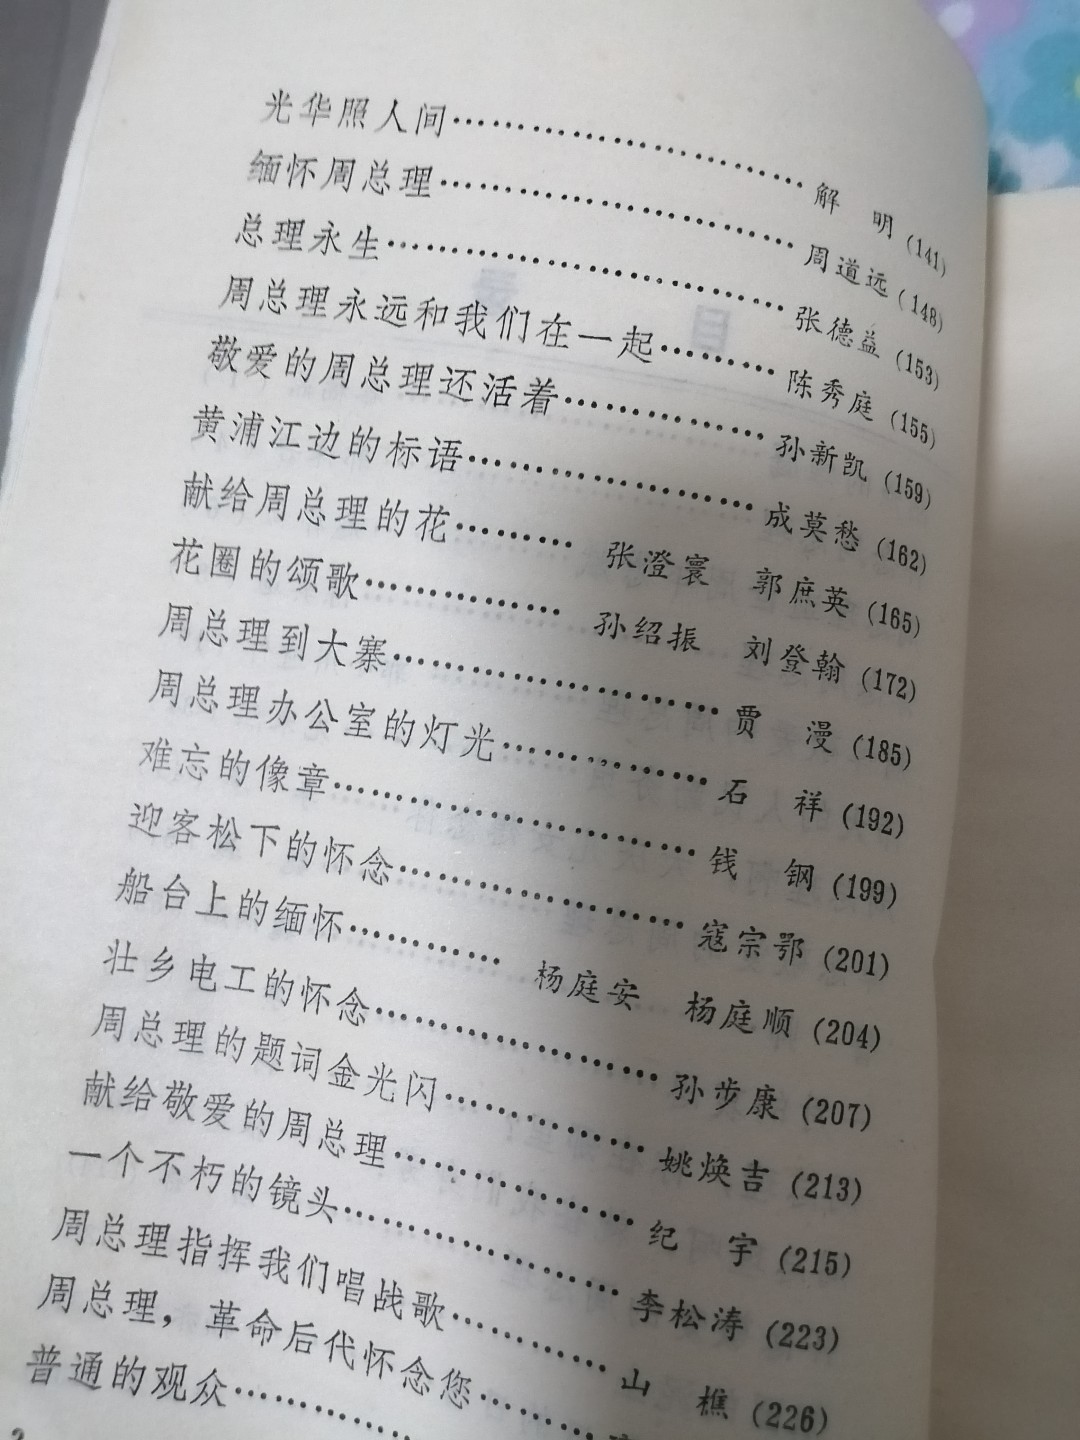 光华照人间……………………………解　明(141)
缅怀周总理……………………………周道远(148)
总理永生………………………………张德益(153)
周总理永远和我们在一起………陈秀庭(155)
敬爱的周总理还活着………………孙新凯(159)
黄浦江边的标语……………………成莫愁(162)
献给周总理的花………张澄寰　郭庶英(165)
花圈的颂歌……………孙绍振　刘登翰(172)
周总理到大寨………………………贾　漫(185)
周总理办公室的灯光………………石　祥(192)
难忘的像章…………………………钱　钢(199)
迎客松下的怀念……………………寇宗鄂(201)
船台上的缅怀…………杨庭安　杨庭顺(204)
壮乡电工的怀念……………………孙步康(207)
周总理的题词金光闪………………姚焕吉(213)
献给敬爱的周总理…………………纪　宇(215)
一个不朽的镜头……………………李松涛(223)
周总理指挥我们唱战歌……………山　樵(226)
周总理，革命后代怀念您…………
普通的观众…………………
2